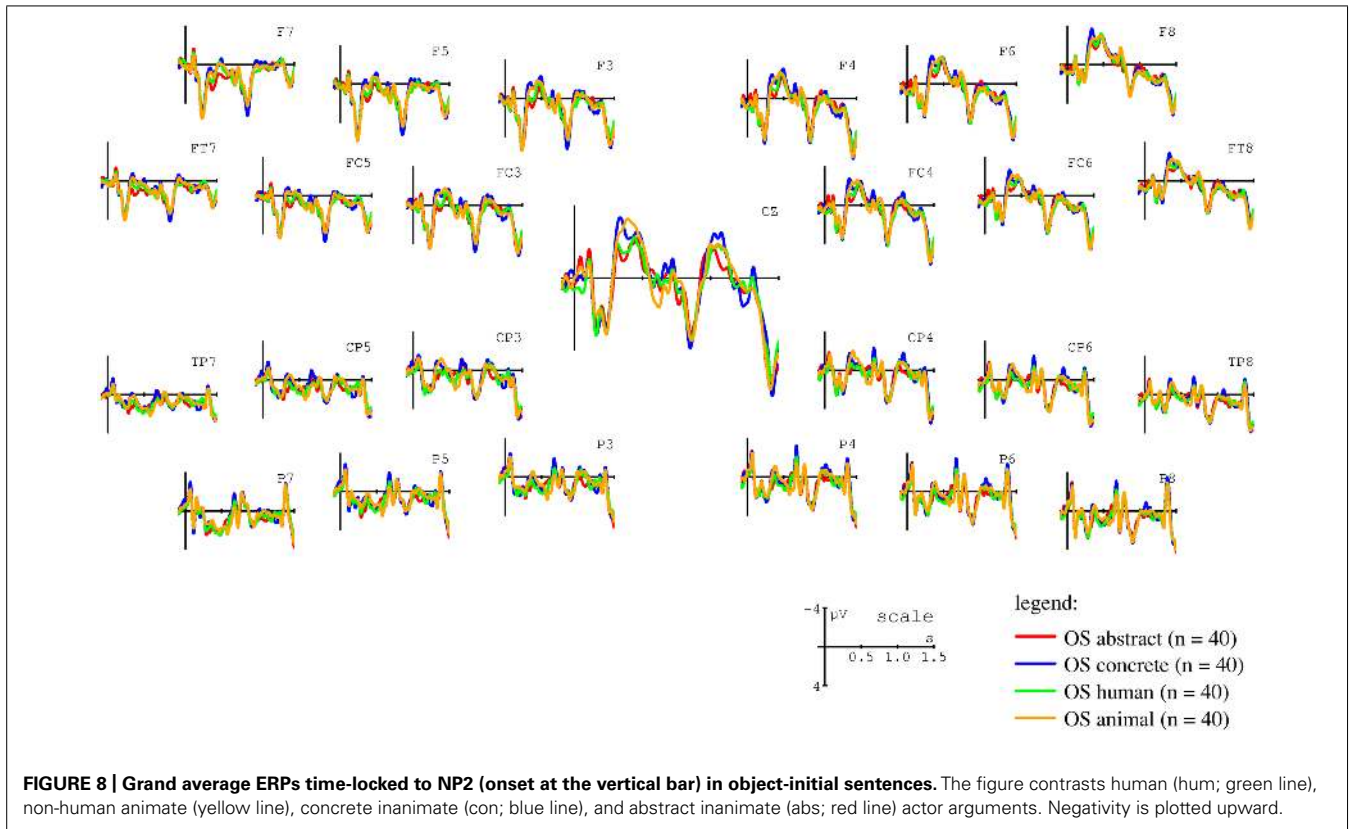 F7
F5
F3
F4
F6
F8
FT7
FC5
FC3
CZ
FC4
FC6
FT8
TP7
CP5
CP3
CP4
CP6
TP8
P7
P5
P3
P4
P6
P8
-4
µV scale
s
0.5 1.0 1.5
4
legend:
OS abstract (n = 40)
OS concrete (n = 40)
OS human (n = 40)
OS animal (n = 40)
FIGURE 8 | Grand average ERPs time-locked to NP2 (onset at the vertical bar) in object-initial sentences. The figure contrasts human (hum; green line),
non-human animate (yellow line), concrete inanimate (con; blue line), and abstract inanimate (abs; red line) actor arguments. Negativity is plotted upward.